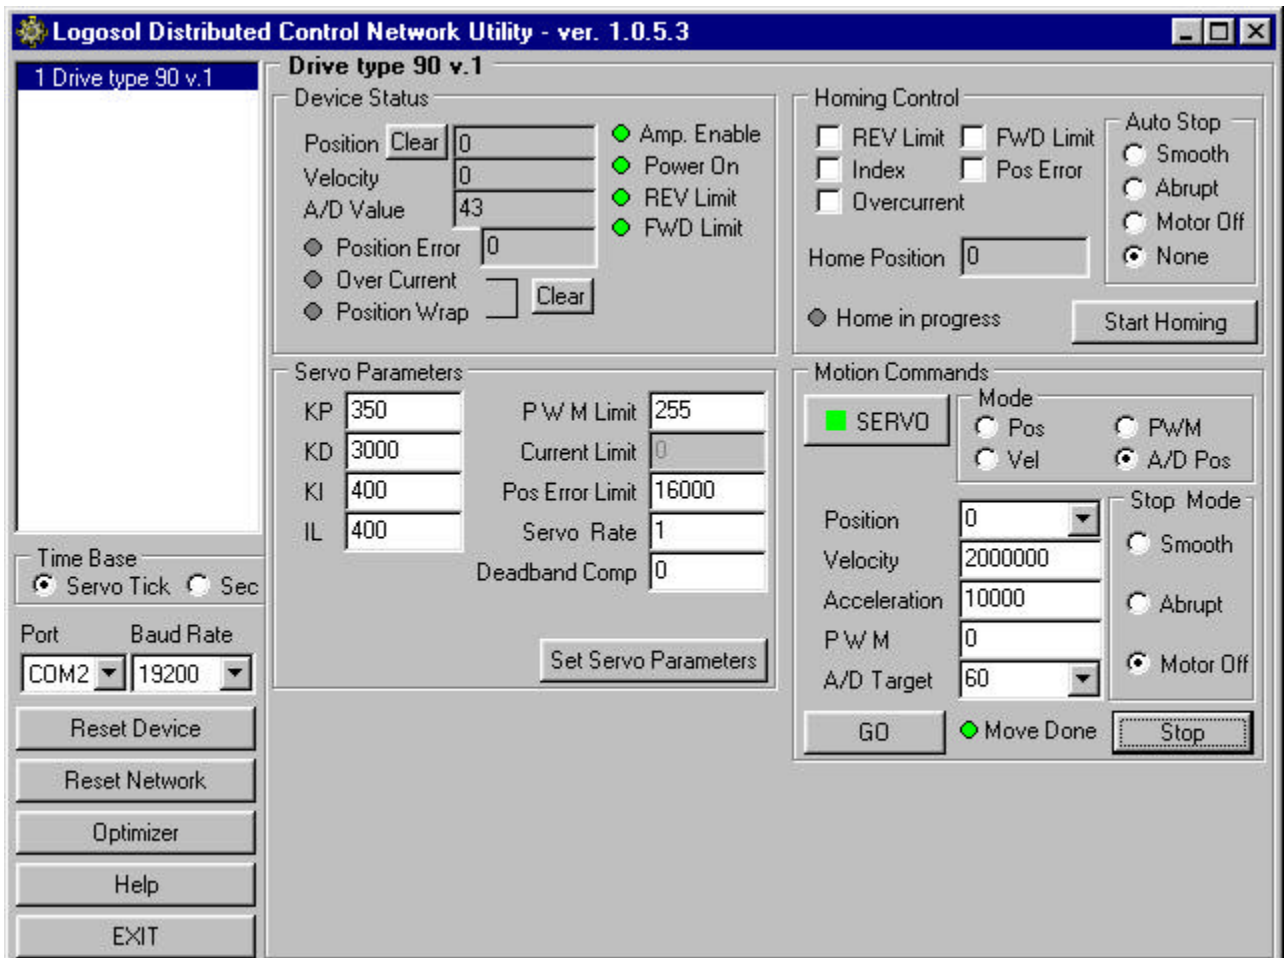 Logosol Distributed Control Network Utility - ver. 1.0.5.3
1 Drive type 90 v.1
Time Base
Servo Tick Sec
Port Baud Rate
COM2 19200
Reset Device
Reset Network
Optimizer
Help
EXIT
Drive type 90 v.1
Device Status
Position Clear 0
Velocity 0
A/D Value 43
Position Error 0
Over Current
Position Wrap
Clear
Amp. Enable
Power On
REV Limit
FWD Limit
Homing Control
REV Limit FWD Limit
Index Pos Error
Overcurrent
Home Position 0
Home in progress
Auto Stop
Smooth
Abrupt
Motor Off
None
Start Homing
Servo Parameters
KP 350
KD 3000
KI 400
IL 400
P W M Limit 255
Current Limit 0
Pos Error Limit 16000
Servo Rate 1
Deadband Comp 0
Set Servo Parameters
Motion Commands
SERVO
Mode
Pos PWM
Vel A/D Pos
Position 0
Velocity 2000000
Acceleration 10000
P W M 0
A/D Target 60
Stop Mode
Smooth
Abrupt
Motor Off
GO Move Done Stop